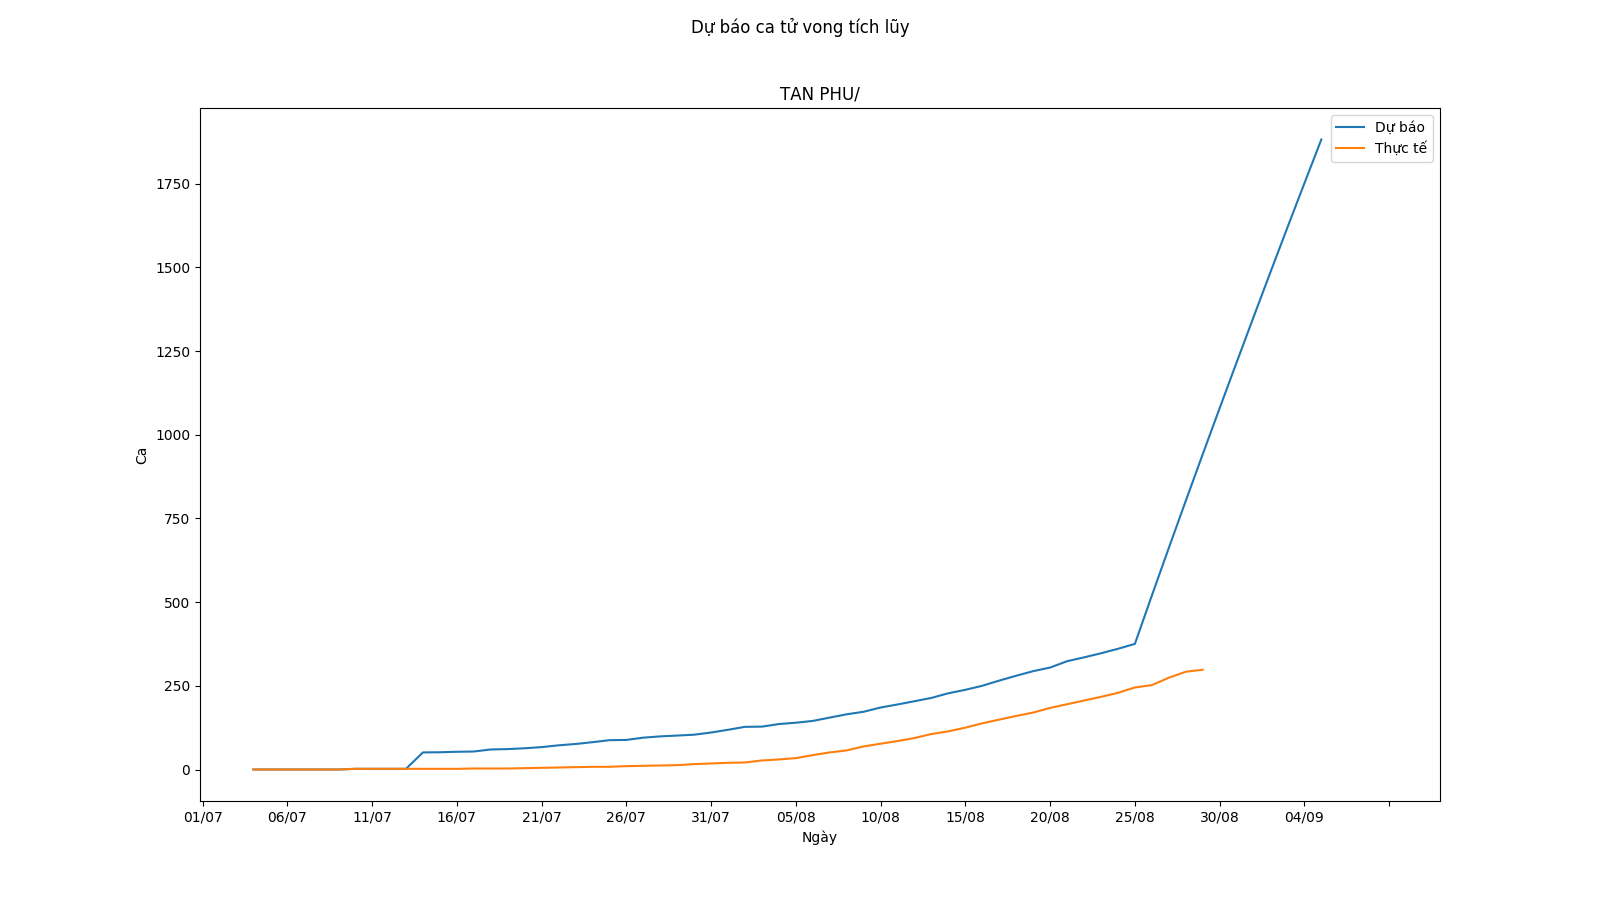 Dự báo ca tử vong tích lũy
TAN PHU/
Dự báo
Thực tế
1750
1500
1250
1000
750
500
250
0
Ca
01/07 06/07 11/07 16/07 21/07 26/07 31/07 05/08 10/08 15/08 20/08 25/08 30/08 04/09
Ngày